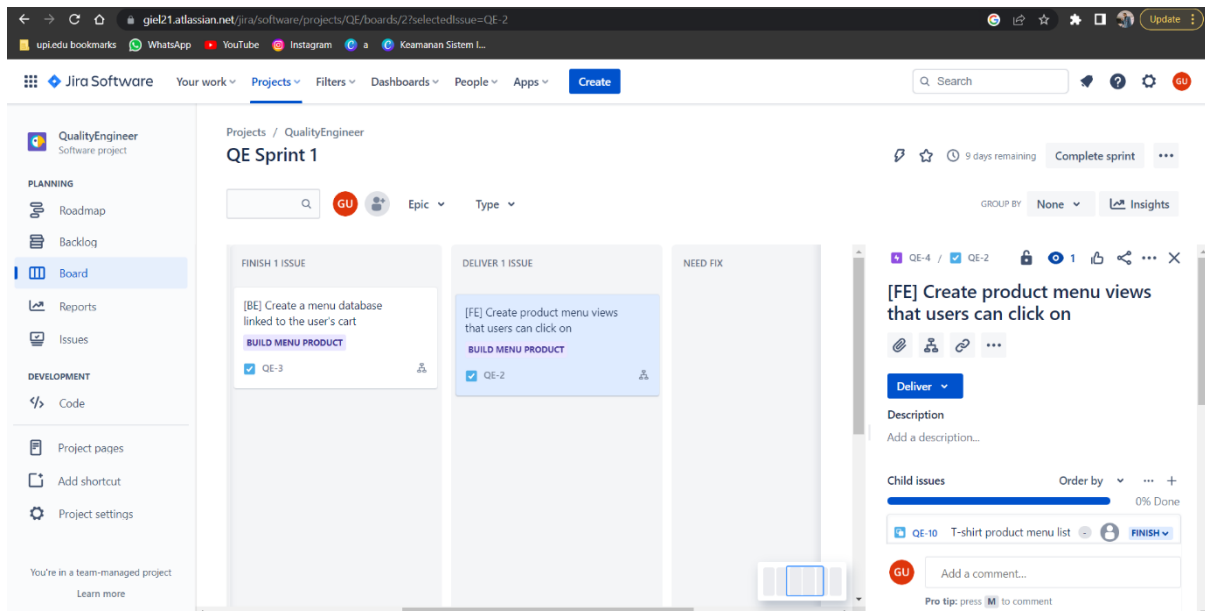 giel21.atlassian.net/jira/software/projects/QE/boards/2?selectedIssue=QE-2
Update
upi.edu bookmarks WhatsApp YouTube Instagram a Keamanan Sistem I...
Jira Software Your work Projects Filters Dashboards People Apps Create Search GU
QualityEngineer
Software project
PLANNING
Roadmap
Backlog
Board
Reports
Issues
DEVELOPMENT
Code
Project pages
Add shortcut
Project settings
You're in a team-managed project
Learn more
Projects / QualityEngineer
QE Sprint 1
9 days remaining Complete sprint
GU Epic Type
GROUP BY None Insights
FINISH 1 ISSUE
[BE] Create a menu database
linked to the user's cart
BUILD MENU PRODUCT
QE-3
DELIVER 1 ISSUE
[FE] Create product menu views
that users can click on
BUILD MENU PRODUCT
QE-2
NEED FIX
QE-4 / QE-2 1
[FE] Create product menu views
that users can click on
Deliver
Description
Add a description...
Child issues Order by
0% Done
QE-10 T-shirt product menu list - FINISH
GU Add a comment...
Pro tip: press M to comment